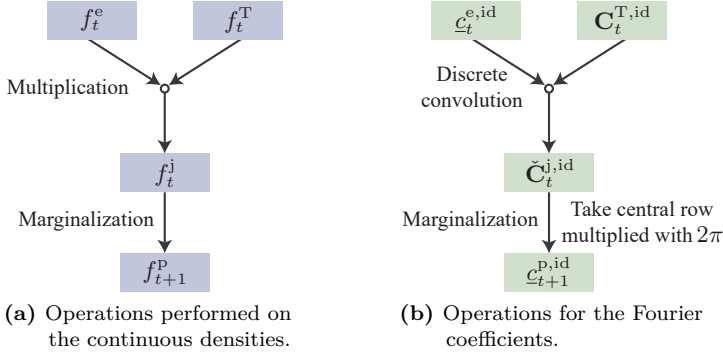 f_t^e
f_t^T
Multiplication
f_t^j
Marginalization
f_{t+1}^p
(a) Operations performed on
the continuous densities.
c_t^{e,id}
C_t^{T,id}
Discrete
convolution
Č_t^{j,id}
Marginalization
Take central row
multiplied with 2π
c_{t+1}^{p,id}
(b) Operations for the Fourier
coefficients.